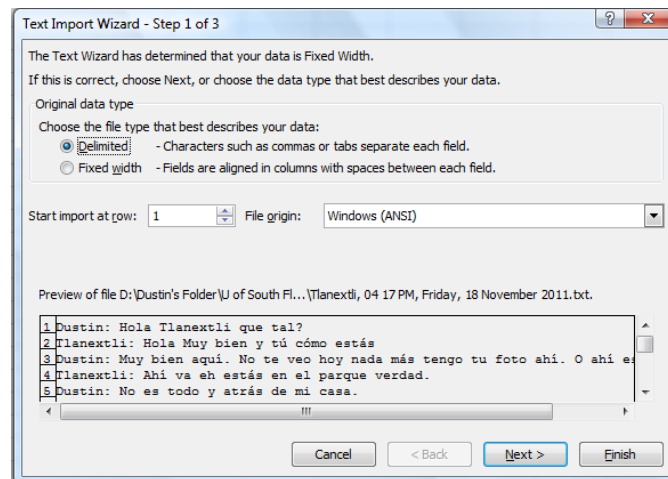 Text Import Wizard - Step 1 of 3
The Text Wizard has determined that your data is Fixed Width.
If this is correct, choose Next, or choose the data type that best describes your data.
Original data type
Choose the file type that best describes your data:
Delimited - Characters such as commas or tabs separate each field.
Fixed width - Fields are aligned in columns with spaces between each field.
Start import at row: 1 File origin: Windows (ANSI)
Preview of file D:\Dustin's Folder\U of South Fl...\Tlanextli, 04 17 PM, Friday, 18 November 2011.txt.
1 Dustin: Hola Tlanextli que tal?
2 Tlanextli: Hola Muy bien y tú cómo estás
3 Dustin: Muy bien aquí. No te veo hoy nada más tengo tu foto ahí. O ahí es
4 Tlanextli: Ahí va eh estás en el parque verdad.
5 Dustin: No es todo y atrás de mi casa.
Cancel < Back Next > Finish